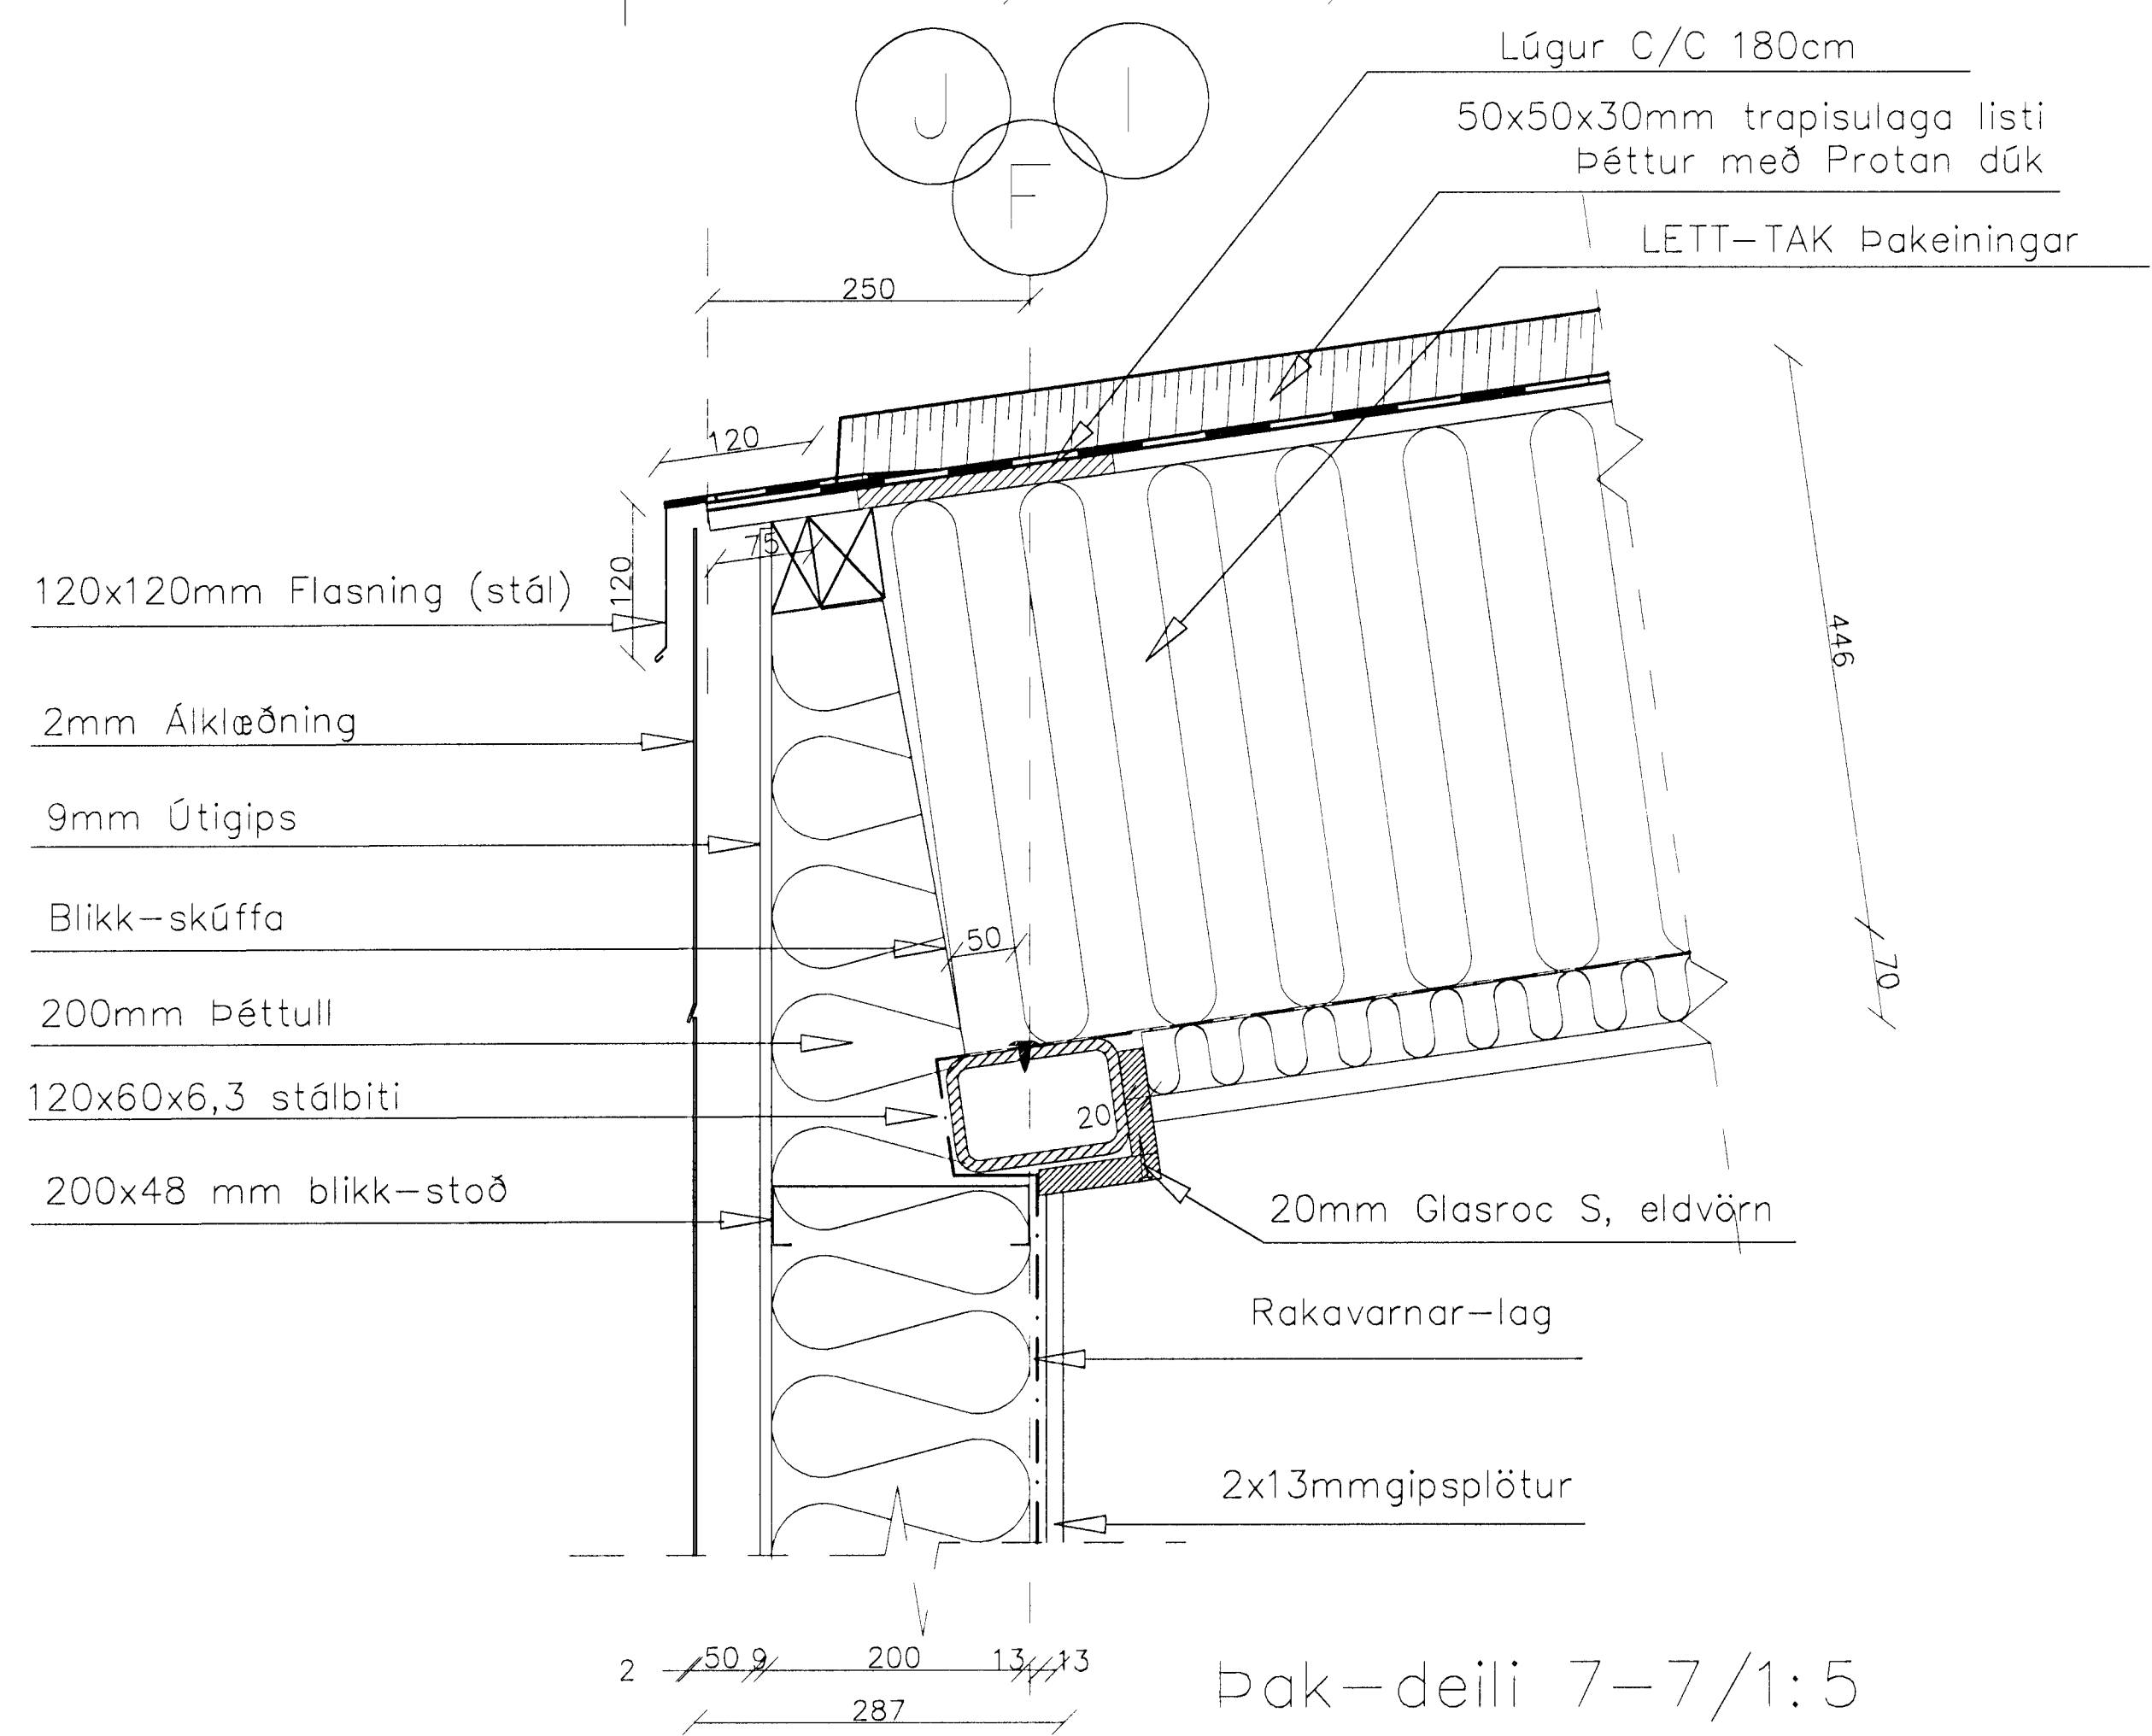 J
I
F
Lúgur C/C 180cm
50x50x30mm trapisulaga listi
Þéttur með Protan dúk
LETT-TAK Þakeiningar
250
120
75
120
446
70
50
20
120x120mm Flasning (stál)
2mm Álklæðning
9mm Útigips
Blikk-skúffa
200mm Þéttull
120x60x6,3 stálbiti
200x48 mm blikk-stoð
20mm Glasroc S, eldvörn
Rakavarnar-lag
2x13mmgipsplötur
2 50 9 200 13 13
287
Þak-deili 7-7/1:5